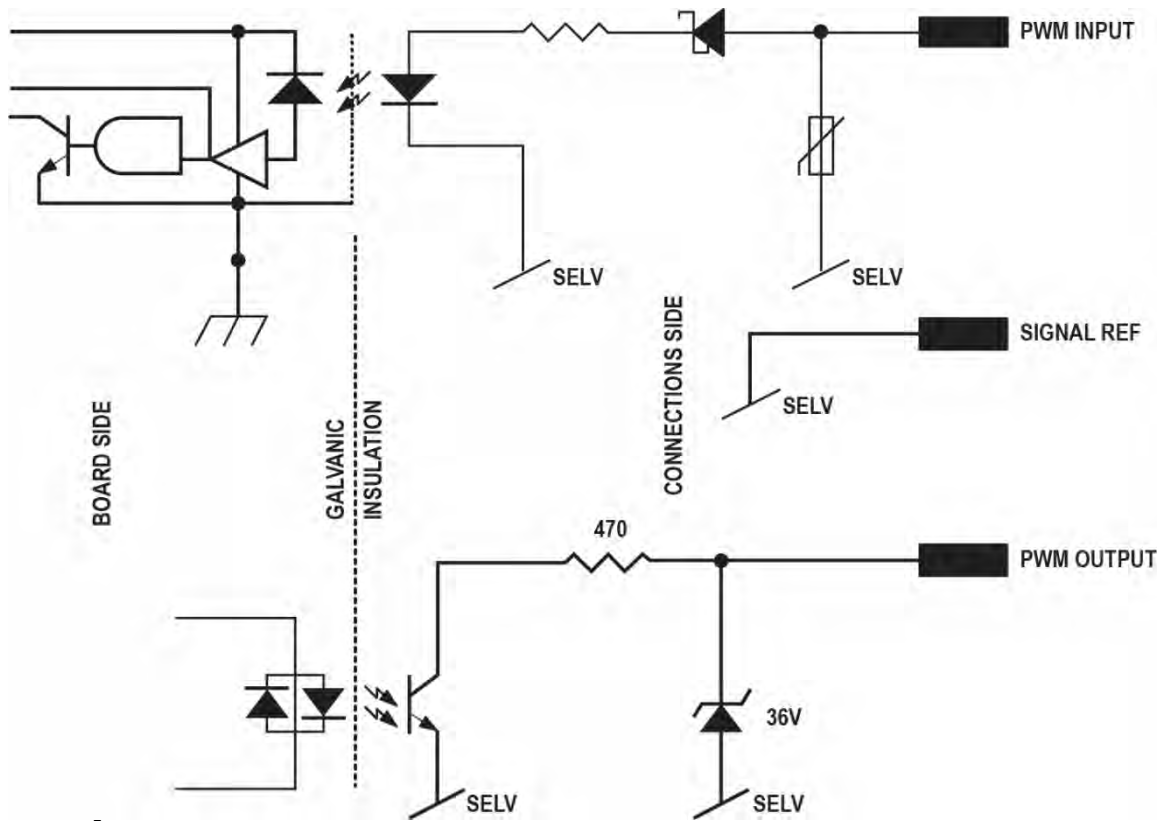 PWM INPUT
SELV
SELV
SIGNAL REF
SELV
BOARD SIDE
GALVANIC
INSULATION
CONNECTIONS SIDE
470
PWM OUTPUT
36V
SELV
SELV